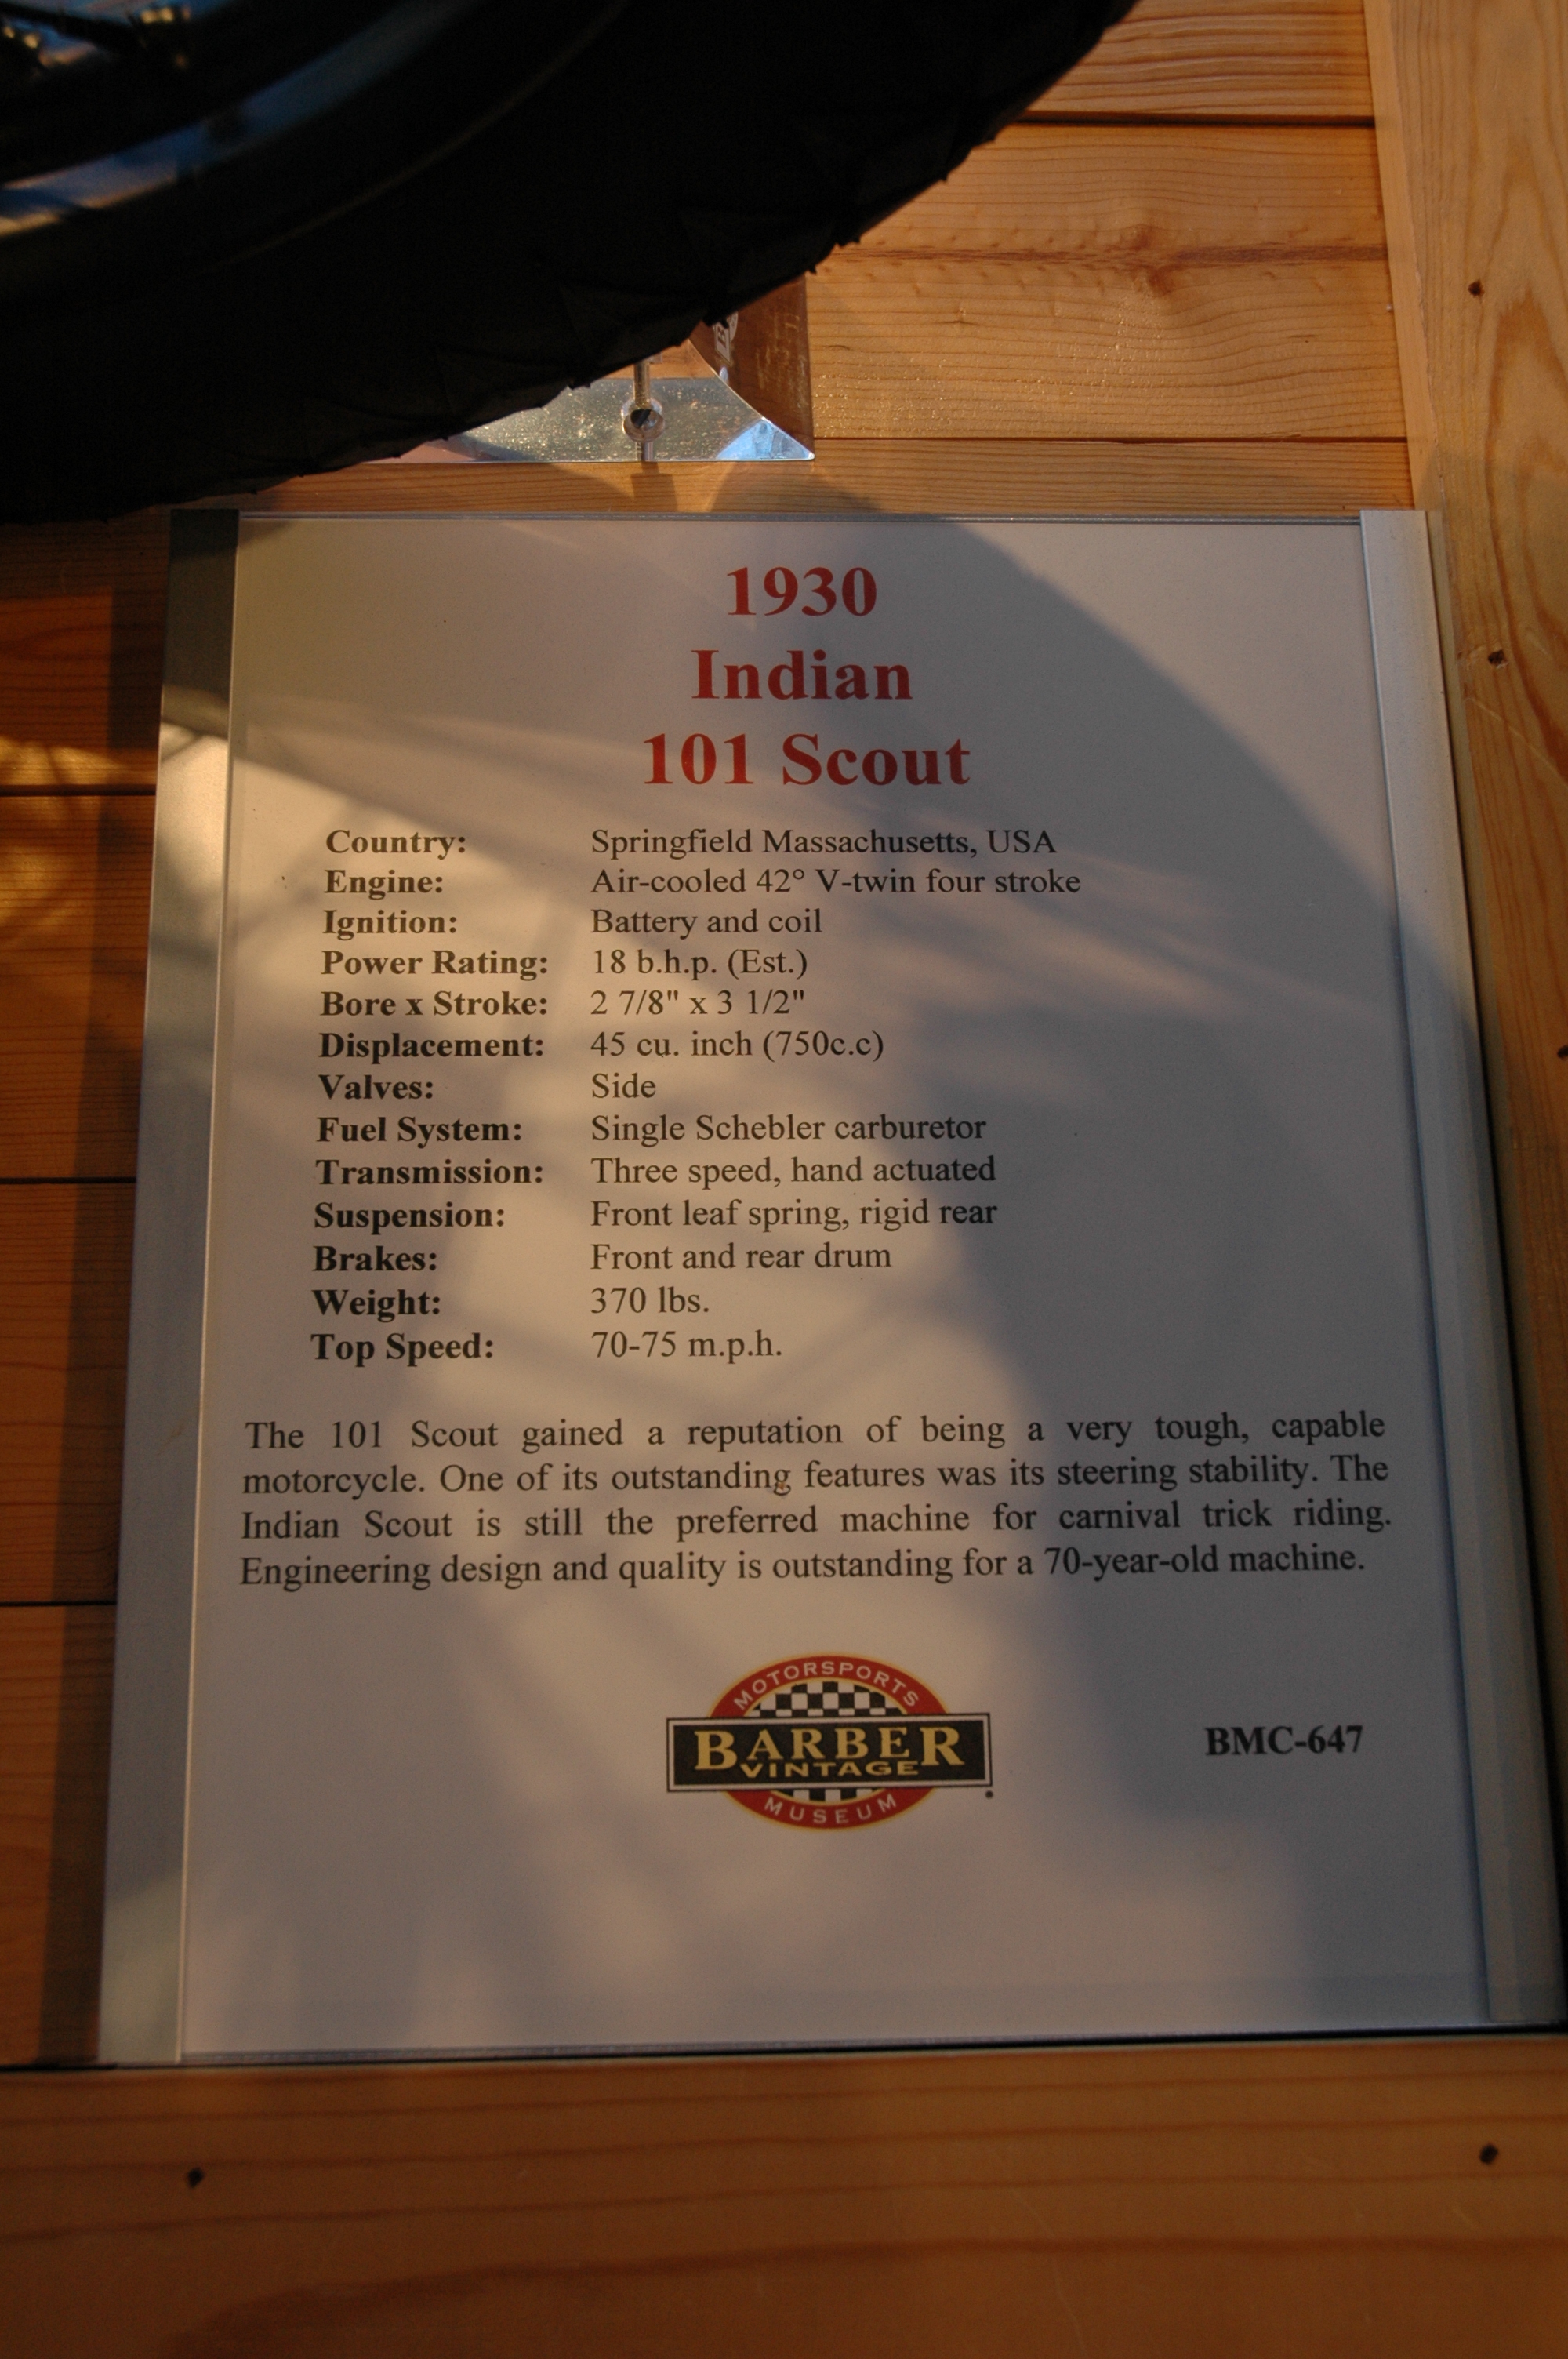 1930
Indian
101 Scout
Country: Springfield Massachusetts, USA
Engine: Air-cooled 42° V-twin four stroke
Ignition: Battery and coil
Power Rating: 18 b.h.p. (Est.)
Bore x Stroke: 2 7/8" x 3 1/2"
Displacement: 45 cu. inch (750c.c)
Valves: Side
Fuel System: Single Schebler carburetor
Transmission: Three speed, hand actuated
Suspension: Front leaf spring, rigid rear
Brakes: Front and rear drum
Weight: 370 lbs.
Top Speed: 70-75 m.p.h.
The 101 Scout gained a reputation of being a very tough, capable
motorcycle. One of its outstanding features was its steering stability. The
Indian Scout is still the preferred machine for carnival trick riding.
Engineering design and quality is outstanding for a 70-year-old machine.
MOTORSPORTS
BARBER
VINTAGE
MUSEUM
BMC-647